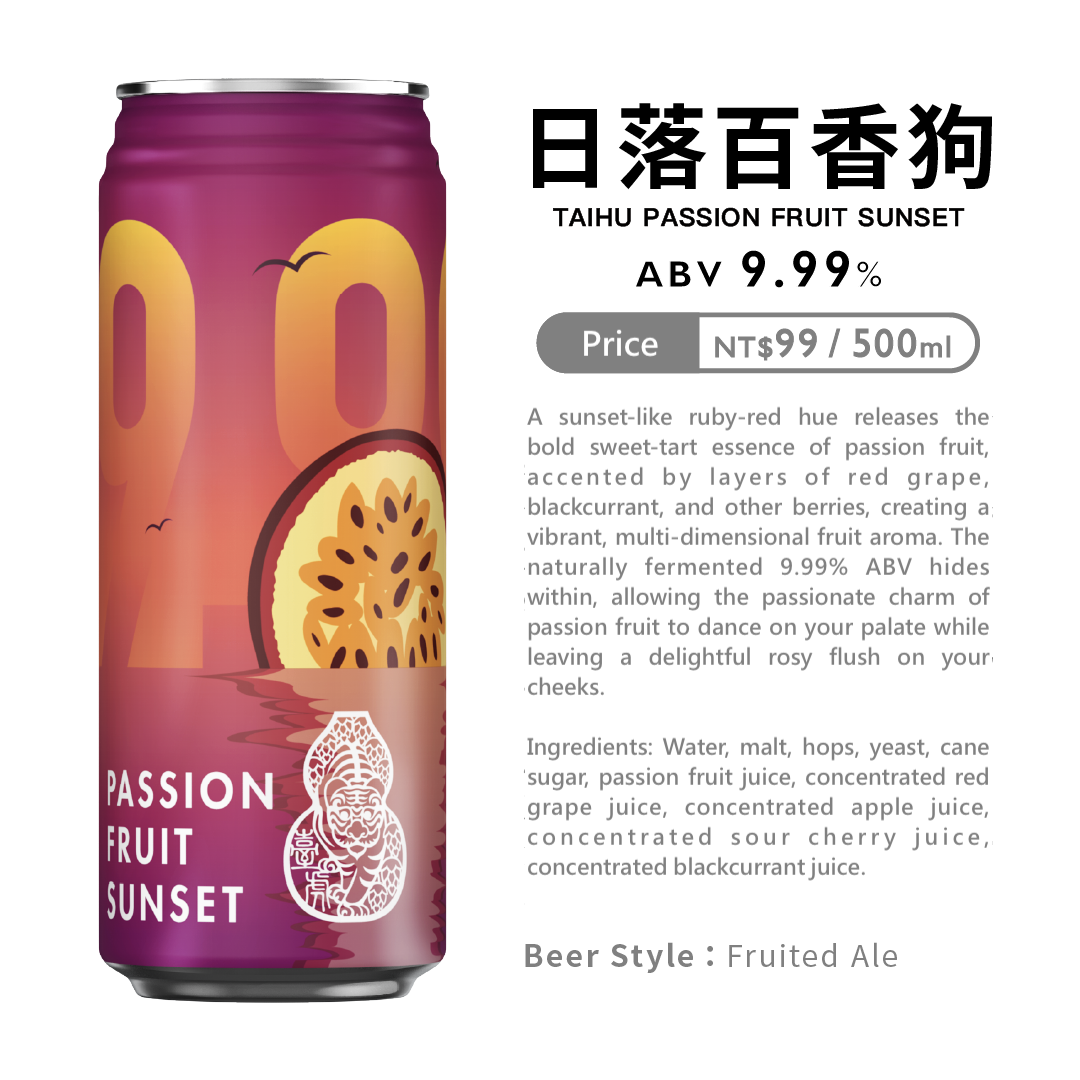 日落百香狗
TAIHU PASSION FRUIT SUNSET
ABV 9.99%
Price NT$99 / 500ml
A sunset-like ruby-red hue releases the
bold sweet-tart essence of passion fruit,
accented by layers of red grape,
blackcurrant, and other berries, creating a
vibrant, multi-dimensional fruit aroma. The
naturally fermented 9.99% ABV hides
within, allowing the passionate charm of
passion fruit to dance on your palate while
leaving a delightful rosy flush on your
cheeks.
Ingredients: Water, malt, hops, yeast, cane
sugar, passion fruit juice, concentrated red
grape juice, concentrated apple juice,
concentrated sour cherry juice,
concentrated blackcurrant juice.
Beer Style：Fruited Ale
9.9
PASSION
FRUIT
SUNSET
臺虎